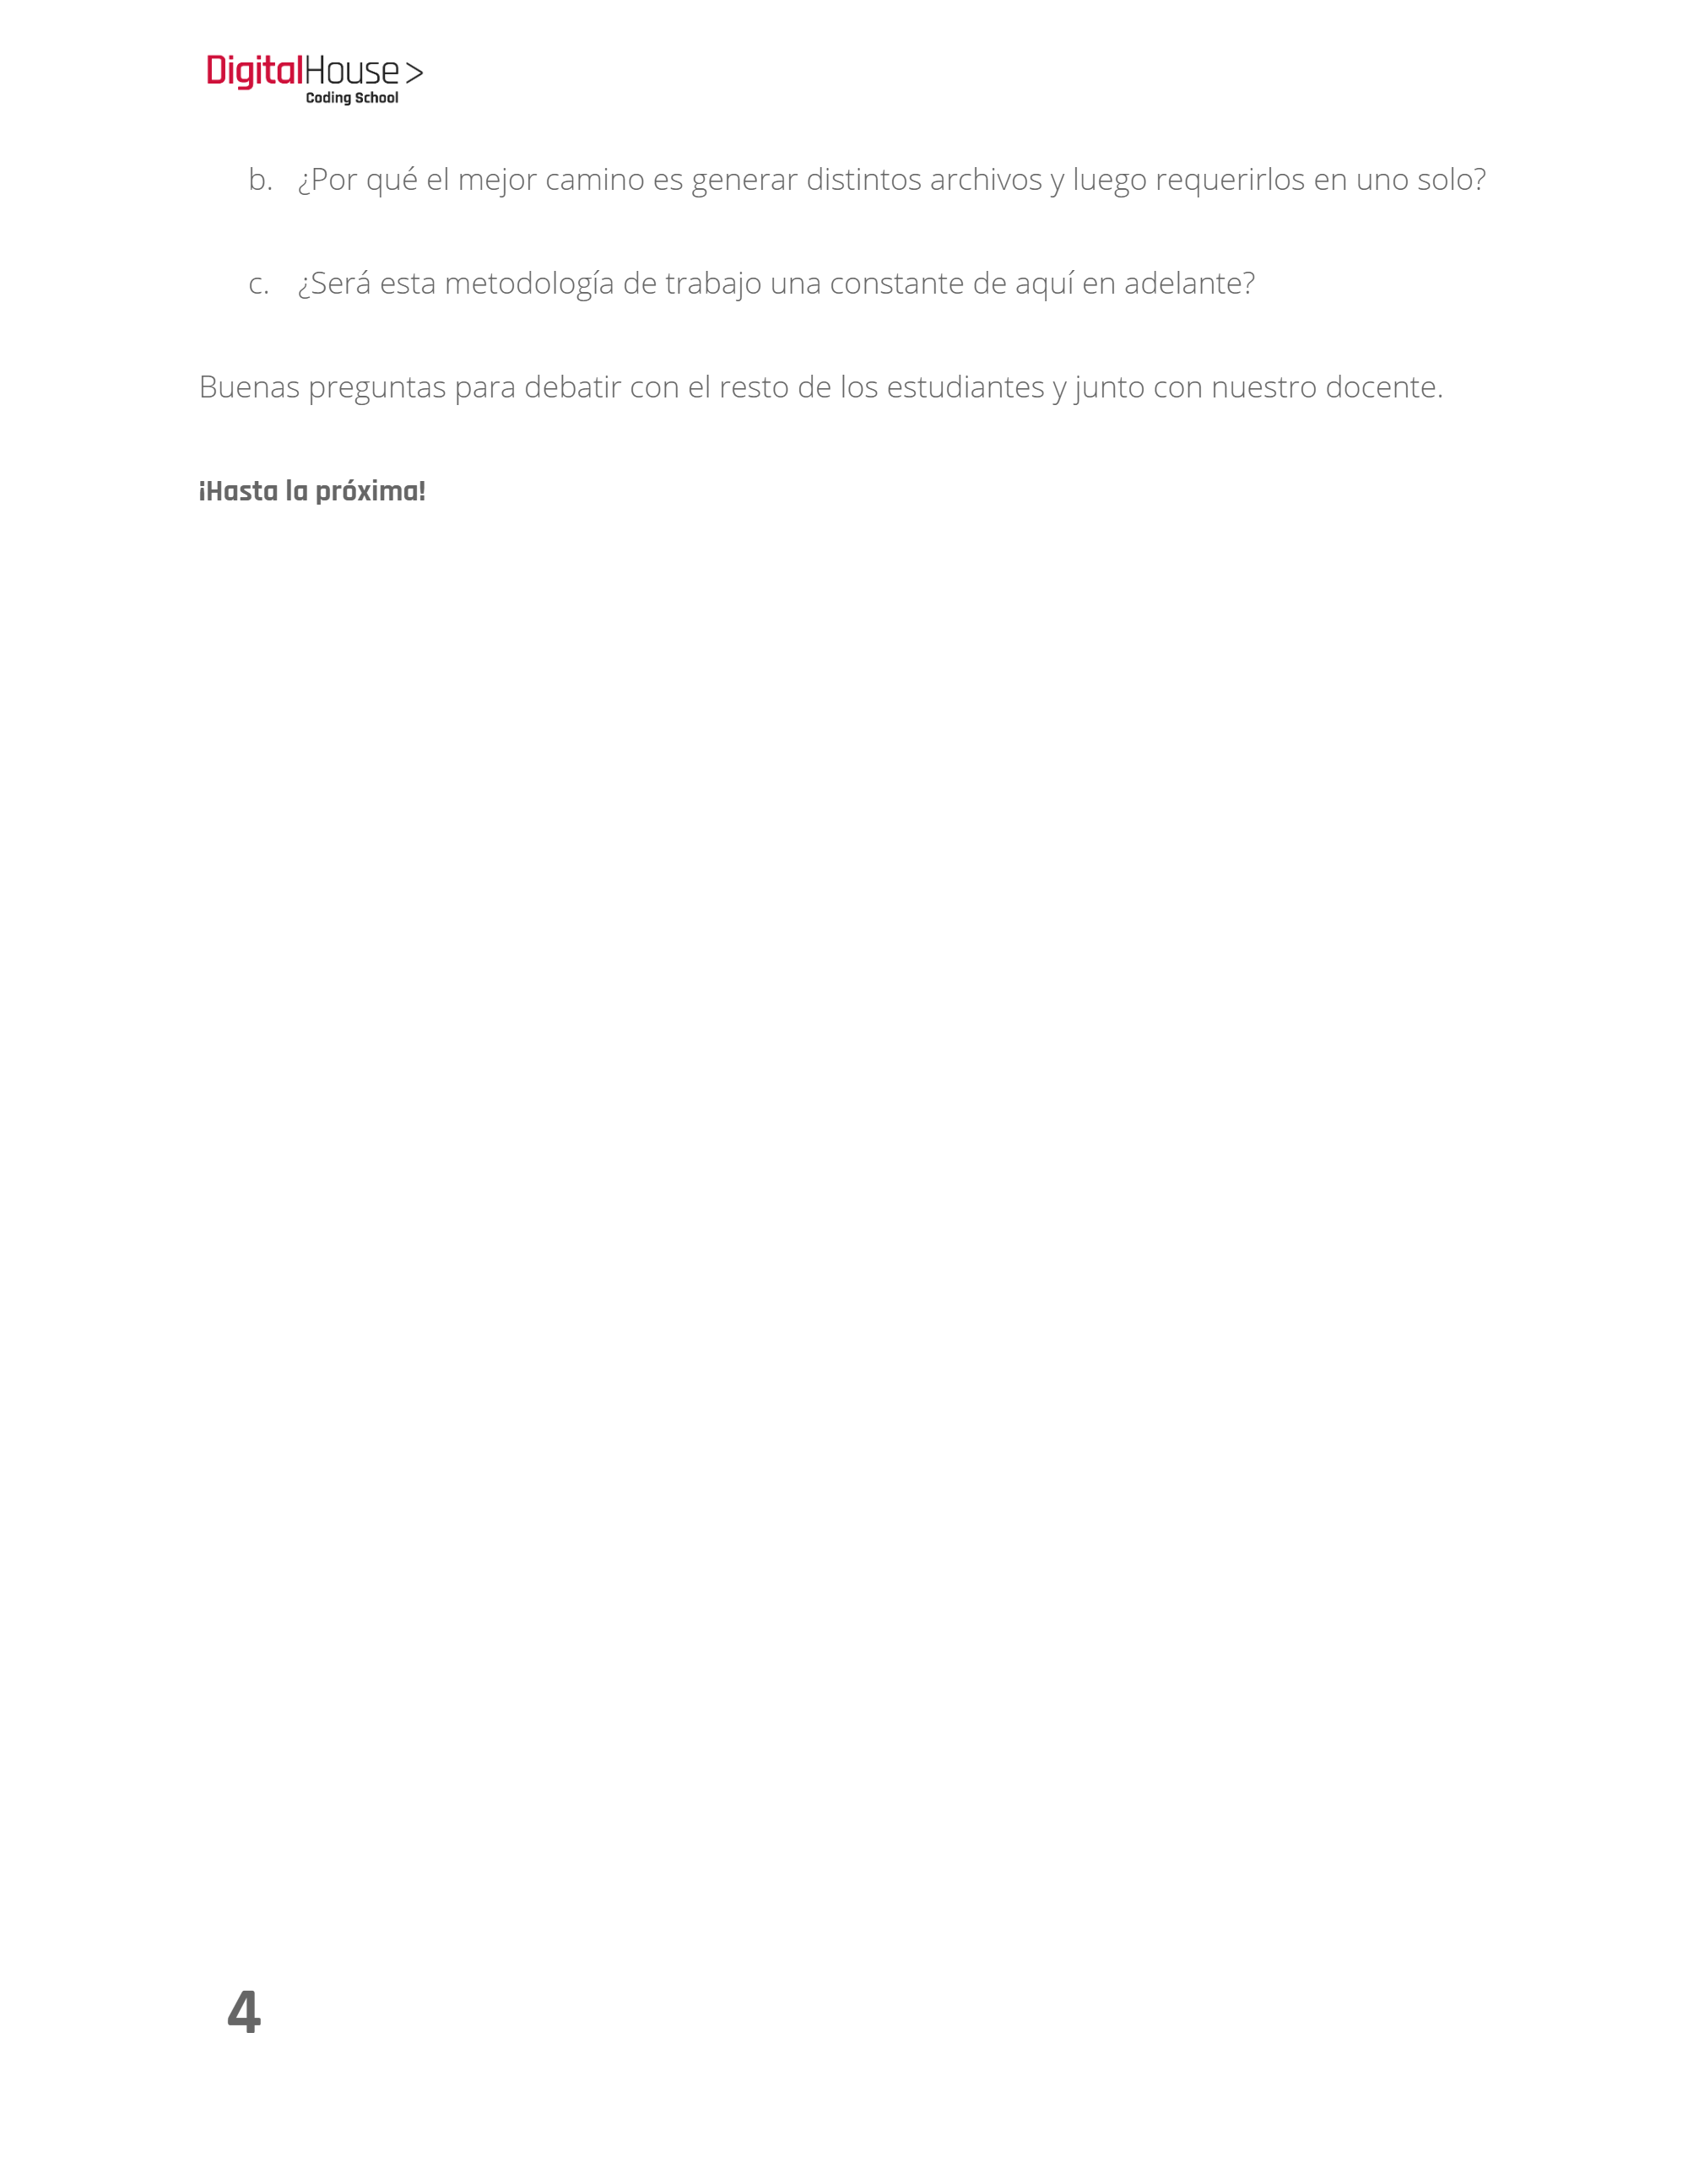 DigitalHouse >
Coding School
b. ¿Por qué el mejor camino es generar distintos archivos y luego requerirlos en uno solo?
c. ¿Será esta metodología de trabajo una constante de aquí en adelante?
Buenas preguntas para debatir con el resto de los estudiantes y junto con nuestro docente.
¡Hasta la próxima!
4